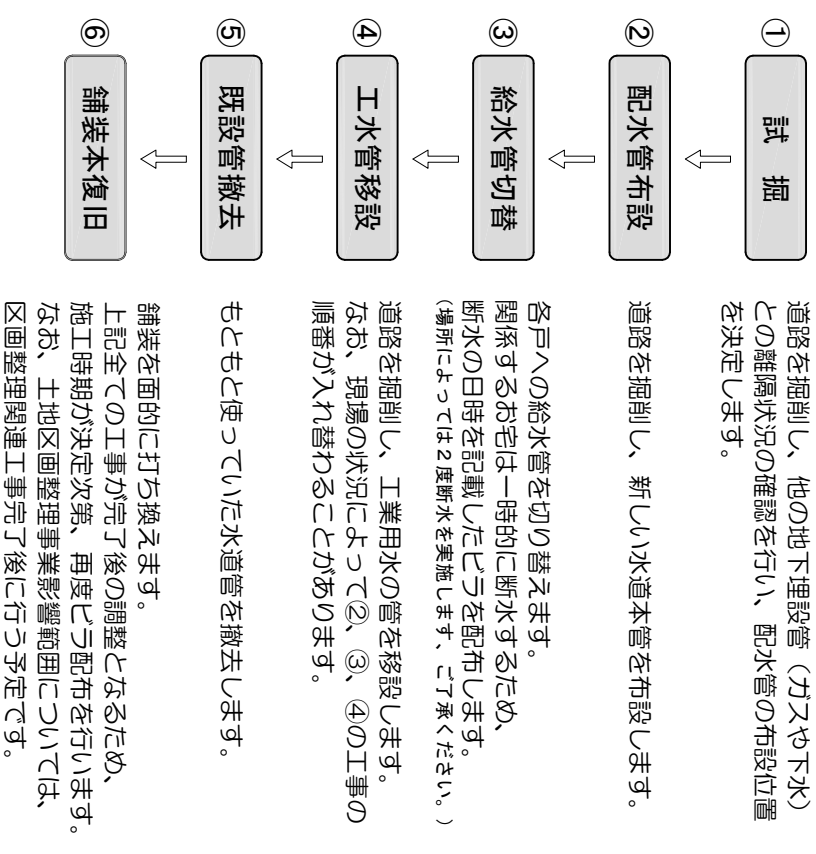 ① 試 掘
道路を掘削し、他の地下埋設管（ガスや下水）
との離隔状況の確認を行い、配水管の布設位置
を決定します。
② 配水管布設
道路を掘削し、新しい水道本管を布設します。
③ 給水管切替
各戸への給水管を切り替えます。
関係するお宅は一時的に断水するため、
断水の日時を記載したビラを配布します。
（場所によっては２度断水を実施します、ご了承ください。）
④ 工水管移設
道路を掘削し、工業用水の管を移設します。
なお、現場の状況によって②、③、④の工事の
順番が入れ替わることがあります。
⑤ 既設管撤去
もともと使っていた水道管を撤去します。
⑥ 舗装本復旧
舗装を面的に打ち換えます。
上記全ての工事が完了後の調整となるため、
施工時期が決定次第、再度ビラ配布を行います。
なお、土地区画整理事業影響範囲については、
区画整理関連工事完了後に行う予定です。